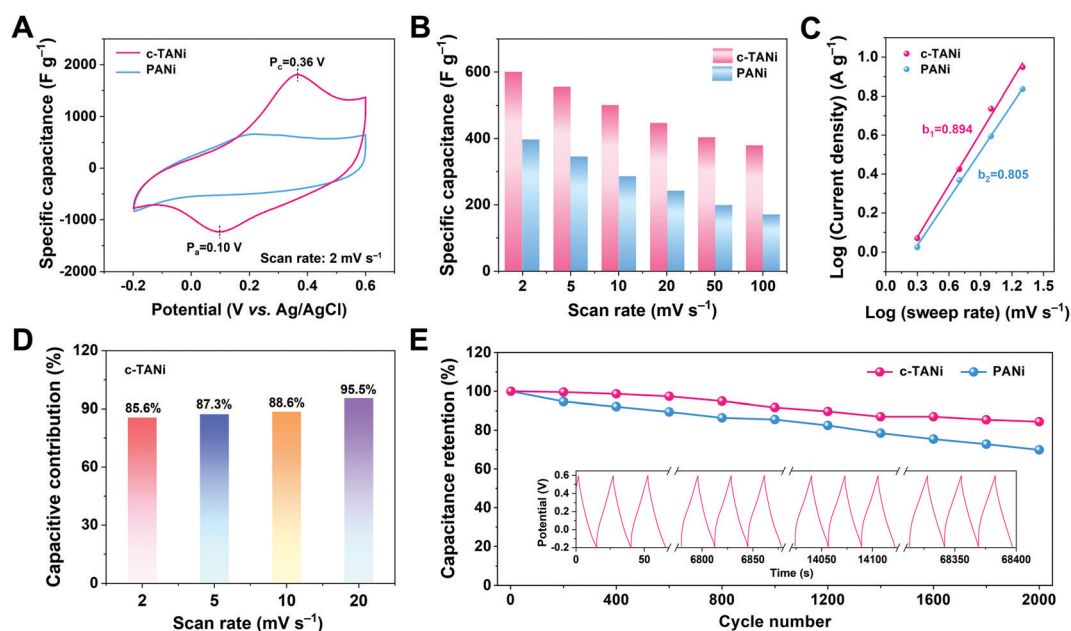 A
c-TANi
PANi
P_c=0.36 V
P_a=0.10 V
Scan rate: 2 mV s⁻¹
Specific capacitance (F g⁻¹)
2000
1000
0
-1000
-2000
-0.2 0.0 0.2 0.4 0.6
Potential (V vs. Ag/AgCl)
B
c-TANi
PANi
Specific capacitance (F g⁻¹)
600
400
200
0
2 5 10 20 50 100
Scan rate (mV s⁻¹)
C
c-TANi
PANi
b₁=0.894
b₂=0.805
Log (Current density) (A g⁻¹)
1.2
0.8
0.4
0.0
0.0 0.3 0.6 0.9 1.2 1.5
Log (sweep rate) (mV s⁻¹)
D
c-TANi
85.6% 87.3% 88.6% 95.5%
Capacitive contribution (%)
120
90
60
30
0
2 5 10 20
Scan rate (mV s⁻¹)
E
c-TANi PANi
Capacitance retention (%)
120
100
80
60
40
20
0
0 400 800 1200 1600 2000
Cycle number
Potential (V)
0.6
0.4
0.2
0.0
-0.2
0 50 6800 6850 14050 14100 68350 68400
Time (s)